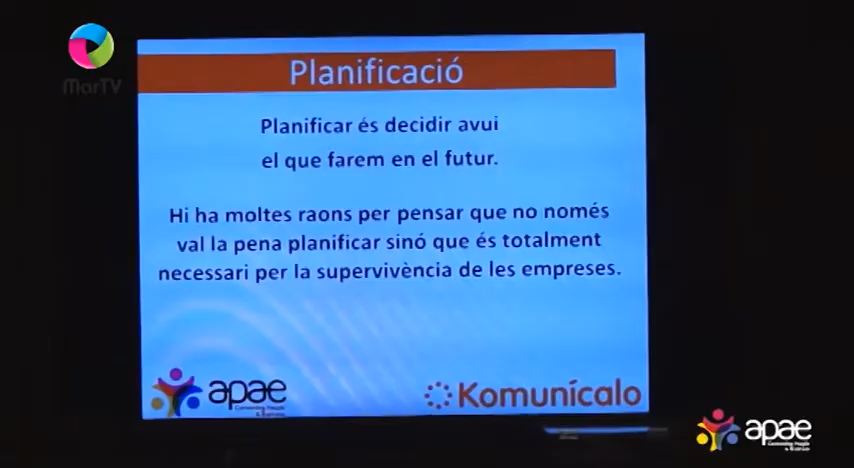 MarTV
Planificació
Planificar és decidir avui
el que farem en el futur.
Hi ha moltes raons per pensar que no només
val la pena planificar sinó que és totalment
necessari per la supervivència de les empreses.
apae
Komunícalo
apae